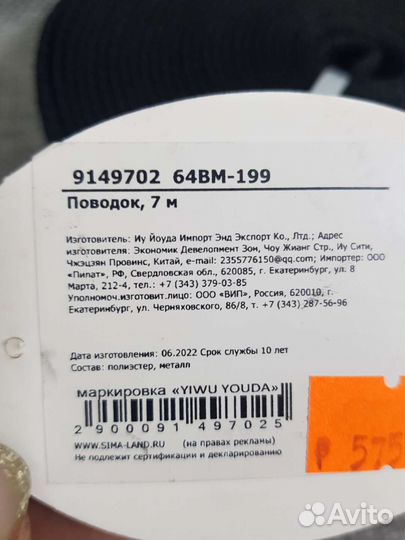 9149702 64ВМ-199
Поводок, 7 м
Изготовитель: Иу Йоуда Импорт Энд Экспорт Ко., Лтд.; Адрес
изготовителя: Экономик Девелопмент Зон, Чоу Жианг Стр., Иу Сити,
Чжэцзян Провинс, Китай, e-mail: 2355776150@qq.com; Импортер: ООО
«Пипат», РФ, Свердловская обл., 620085, г. Екатеринбург, ул. 8
Марта, 212-4, тел.: +7 (343) 379-03-85
Уполномоч.изготовит.лицо: ООО «ВИП», Россия, 620010, г.
Екатеринбург, ул. Черняховского, 86/8, т. +7 (343) 287-56-96
Дата изготовления: 06.2022 Срок службы 10 лет
Состав: полиэстер, металл
маркировка «YIWU YOUDA»
2900091497025
WWW.SIMA-LAND.RU (на правах рекламы)
Не подлежит сертификации и декларированию
₽ 575
Avito